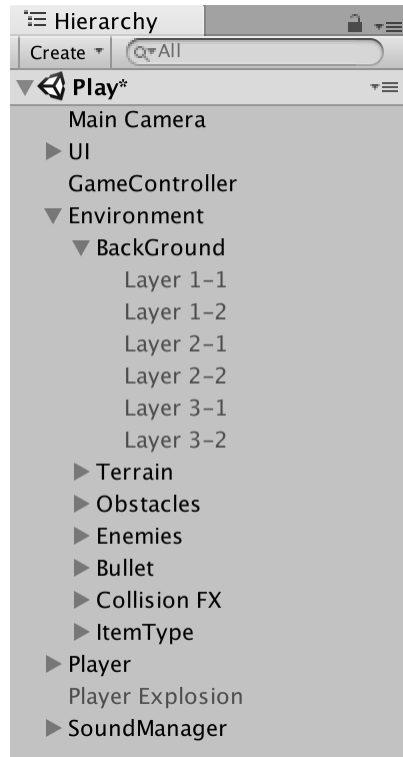 Hierarchy
Create All
Play*
Main Camera
UI
GameController
Environment
BackGround
Layer 1-1
Layer 1-2
Layer 2-1
Layer 2-2
Layer 3-1
Layer 3-2
Terrain
Obstacles
Enemies
Bullet
Collision FX
ItemType
Player
Player Explosion
SoundManager